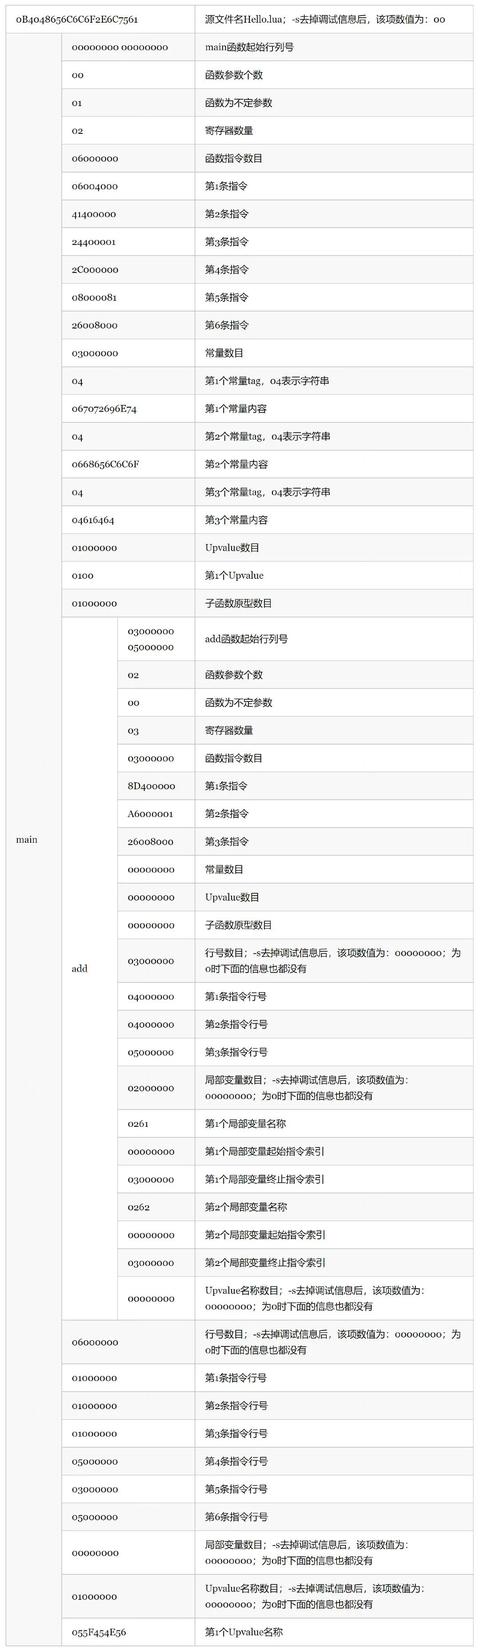 0B4048656C6C6F2E6C7561 源文件名Hello.lua；-s去掉调试信息后，该项数值为：00
00000000 00000000 main函数起始行列号
00 函数参数个数
01 函数为不定参数
02 寄存器数量
06000000 函数指令数目
06004000 第1条指令
41400000 第2条指令
24400001 第3条指令
2C000000 第4条指令
08000081 第5条指令
26008000 第6条指令
03000000 常量数目
04 第1个常量tag，04表示字符串
067072696E74 第1个常量内容
04 第2个常量tag，04表示字符串
0668656C6C6F 第2个常量内容
04 第3个常量tag，04表示字符串
04616464 第3个常量内容
01000000 Upvalue数目
0100 第1个Upvalue
01000000 子函数原型数目
03000000
05000000 add函数起始行列号
02 函数参数个数
00 函数为不定参数
03 寄存器数量
03000000 函数指令数目
8D400000 第1条指令
A6000001 第2条指令
main
26008000 第3条指令
00000000 常量数目
00000000 Upvalue数目
00000000 子函数原型数目
add
03000000 行号数目；-s去掉调试信息后，该项数值为：00000000；为
0时下面的信息也都没有
04000000 第1条指令行号
04000000 第2条指令行号
05000000 第3条指令行号
02000000 局部变量数目；-s去掉调试信息后，该项数值为：
00000000；为0时下面的信息也都没有
0261 第1个局部变量名称
00000000 第1个局部变量起始指令索引
03000000 第1个局部变量终止指令索引
0262 第2个局部变量名称
00000000 第2个局部变量起始指令索引
03000000 第2个局部变量终止指令索引
00000000 Upvalue名称数目；-s去掉调试信息后，该项数值为：
00000000；为0时下面的信息也都没有
06000000 行号数目；-s去掉调试信息后，该项数值为：00000000；为
0时下面的信息也都没有
01000000 第1条指令行号
01000000 第2条指令行号
01000000 第3条指令行号
05000000 第4条指令行号
03000000 第5条指令行号
05000000 第6条指令行号
00000000 局部变量数目；-s去掉调试信息后，该项数值为：
00000000；为0时下面的信息也都没有
01000000 Upvalue名称数目；-s去掉调试信息后，该项数值为：
00000000；为0时下面的信息也都没有
055F454E56 第1个Upvalue名称